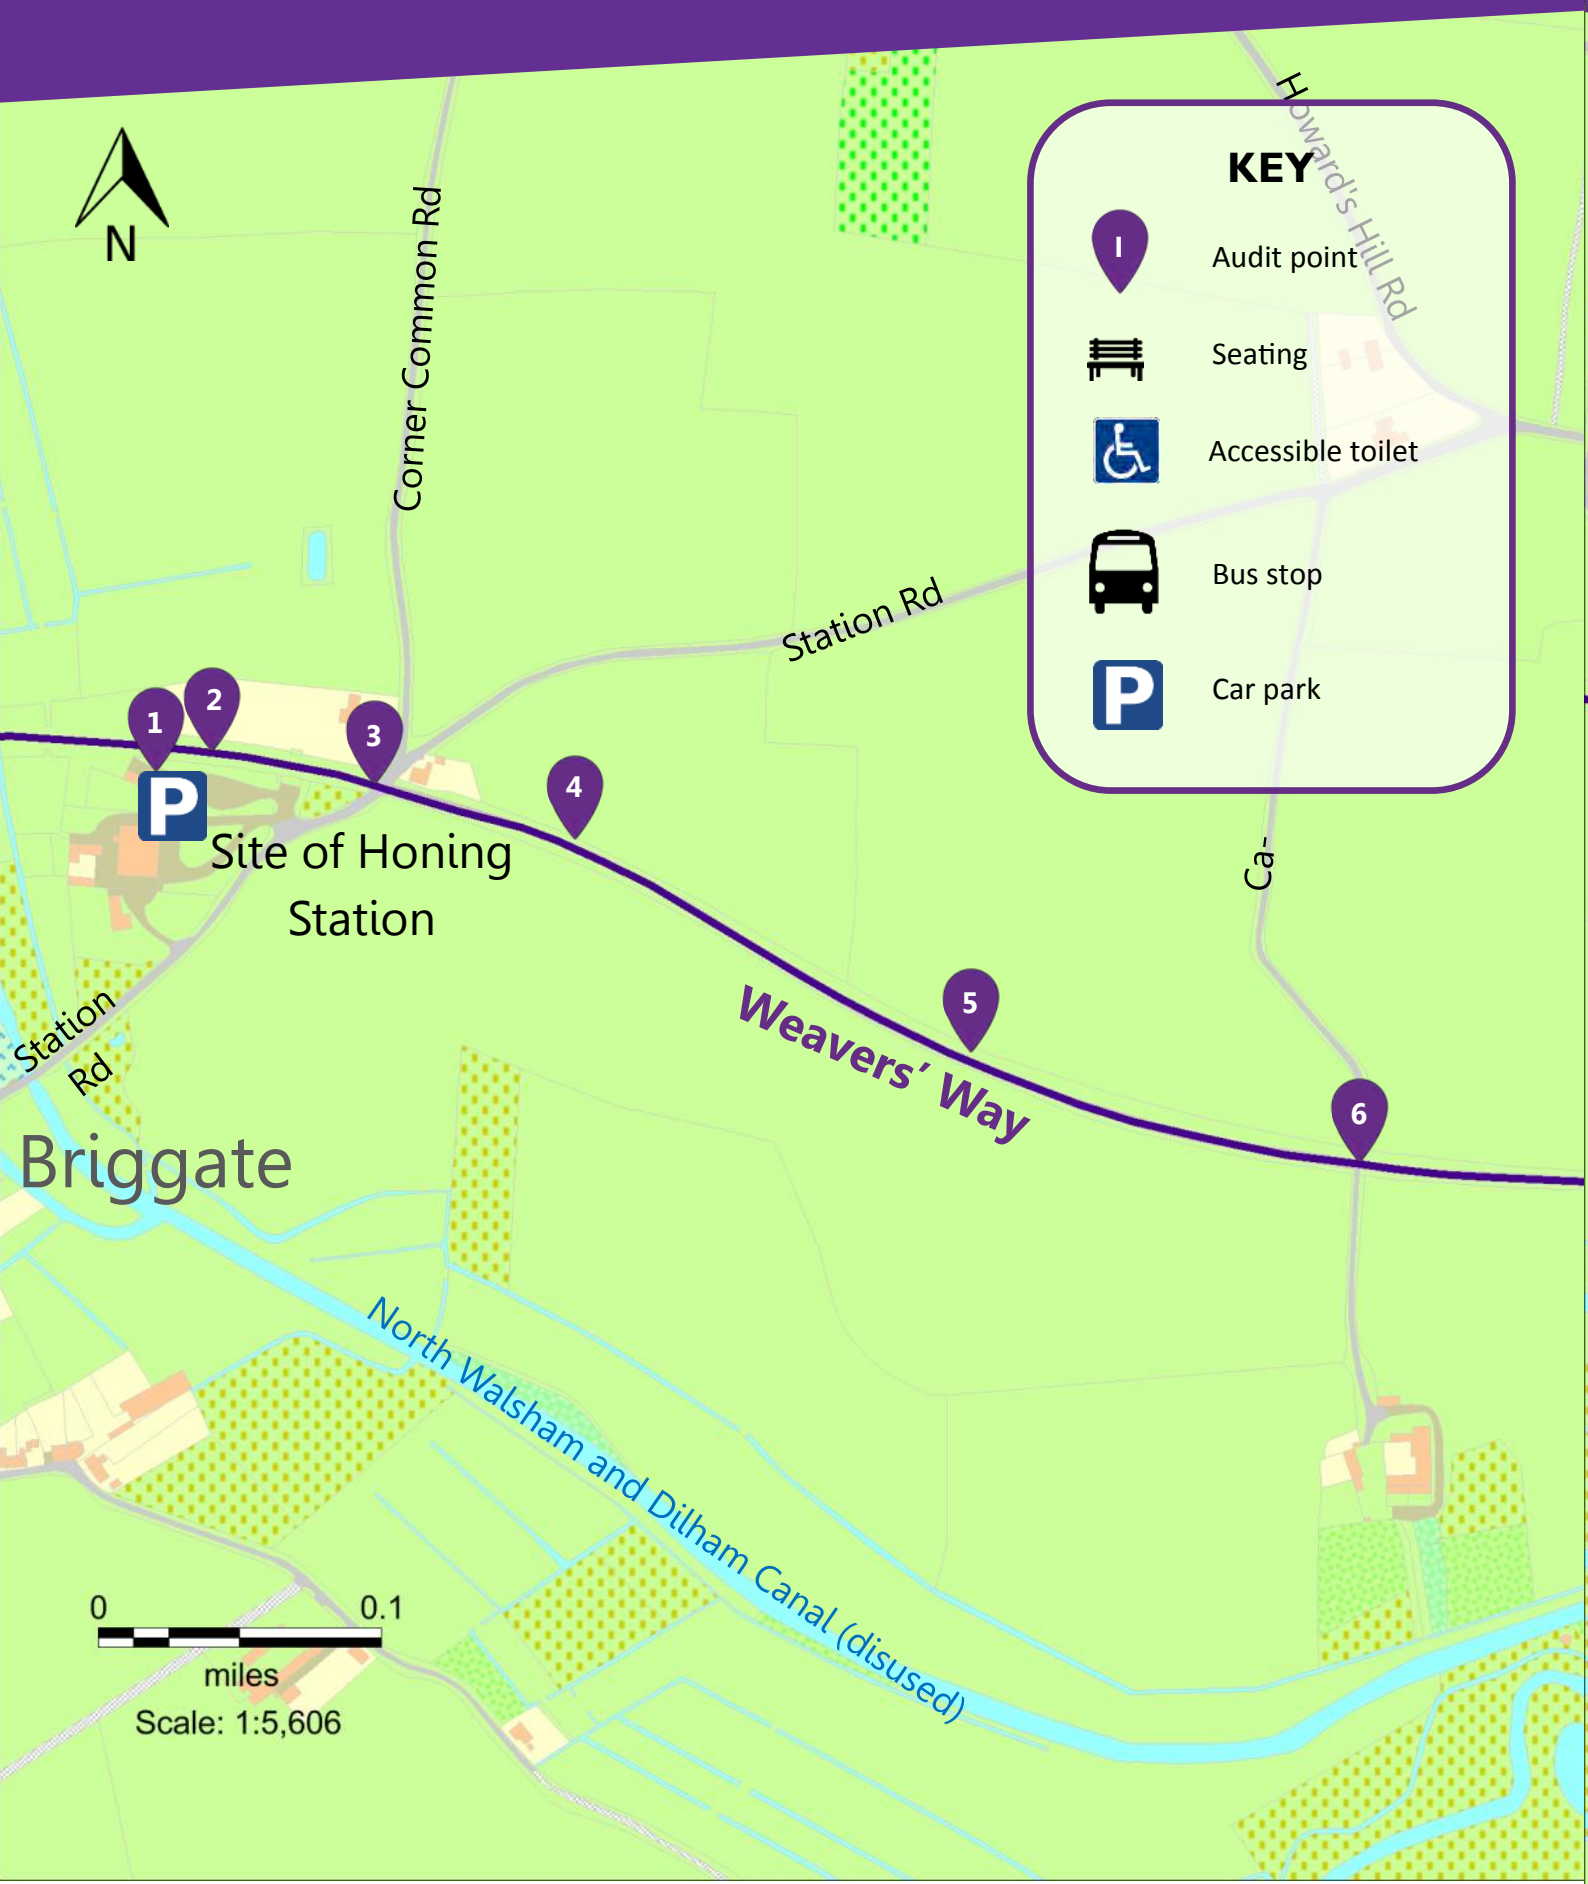 N
Corner Common Rd
Howard's Hill Rd
KEY
I
Audit point
Seating
Accessible toilet
Bus stop
P
Car park
Station Rd
1
2
3
4
P
Site of Honing
Station
Ca-
5
Weavers’ Way
6
Station
Rd
Briggate
North Walsham and Dilham Canal (disused)
0 0.1
miles
Scale: 1:5,606